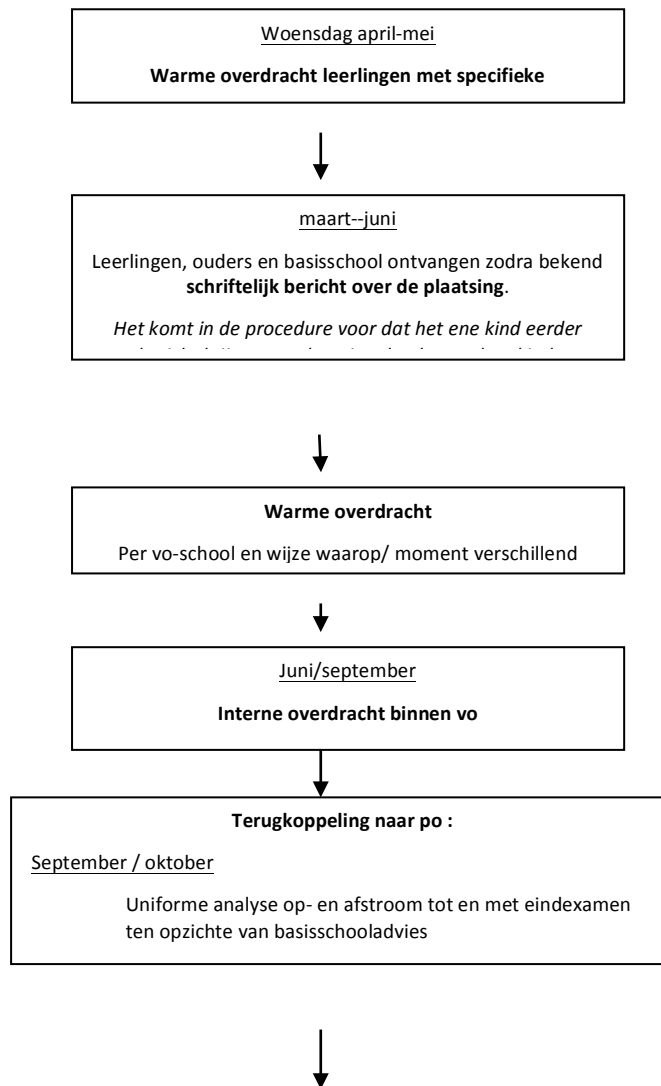 Woensdag april-mei
Warme overdracht leerlingen met specifieke
maart--juni
Leerlingen, ouders en basisschool ontvangen zodra bekend
schriftelijk bericht over de plaatsing.
Het komt in de procedure voor dat het ene kind eerder
Warme overdracht
Per vo-school en wijze waarop/ moment verschillend
Juni/september
Interne overdracht binnen vo
Terugkoppeling naar po :
September / oktober
Uniforme analyse op- en afstroom tot en met eindexamen
ten opzichte van basisschooladvies